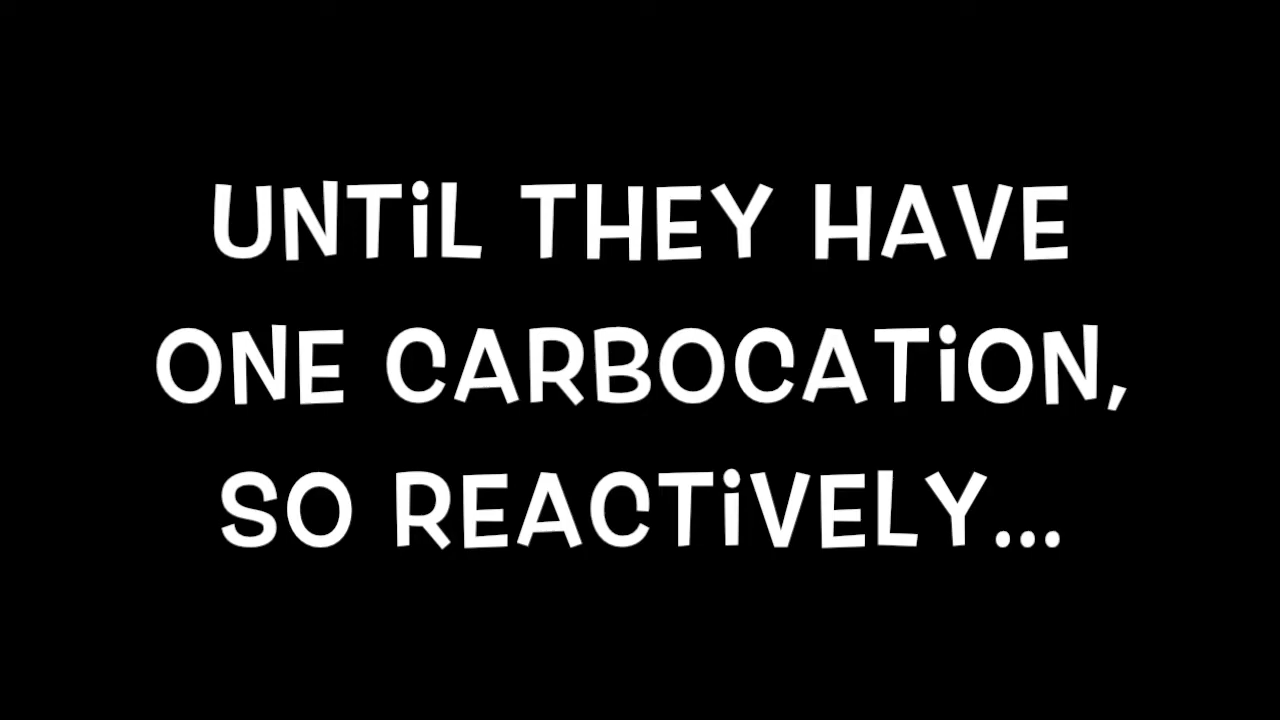 UNTiL THEY HAVE
ONE CARBOCATiON,
SO REACTiVELY...